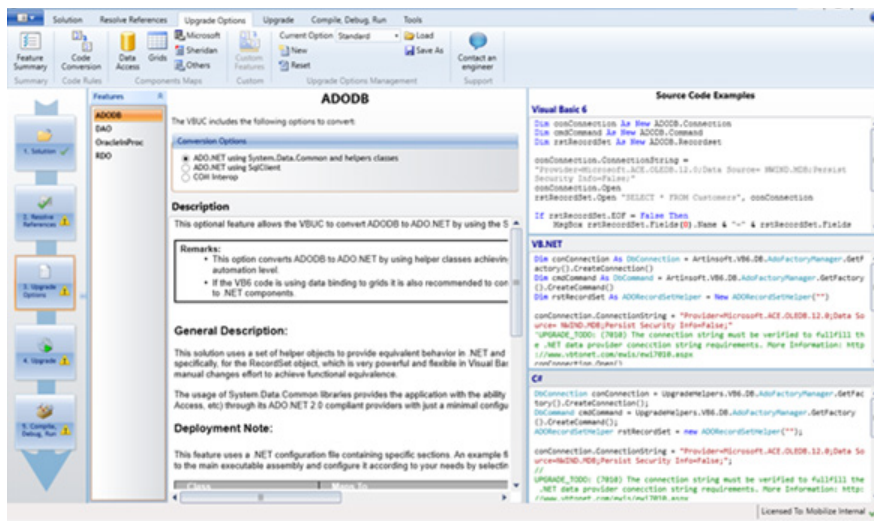 Solution Resolve References Upgrade Options Upgrade Compile, Debug, Run Tools
Feature Summary
Code Conversion
Data Access
Grids
Microsoft
Sheridan
Others
Custom Features
Current Option Standard
New
Reset
Load
Save As
Contact an engineer
Summary Code Rules Components Maps Custom Upgrade Options Management Support
Features
ADODB
DAO
OracleInProc
RDO
1. Solution
2. Resolve References
3. Upgrade Options
4. Upgrade
5. Compile, Debug, Run
ADODB
The VBUC includes the following options to convert:
Conversion Options
ADO.NET using System.Data.Common and helpers classes
ADO.NET using SqlClient
COM Interop
Description
This optional feature allows the VBUC to convert ADODB to ADO.NET by using the S
Remarks:
• This option converts ADODB to ADO.NET by using helper classes achievin
automation level.
• If the VB6 code is using data binding to grids it is also recommended to con
to .NET components.
General Description:
This solution uses a set of helper objects to provide equivalent behavior in .NET and
specifically, for the RecordSet object, which is very powerful and flexible in Visual Bas
manual changes effort to achieve functional equivalence.
The usage of System.Data.Common libraries provides the application with the ability
Access, etc) through its ADO.NET 2.0 compliant providers with just a minimal configu
Deployment Note:
This feature uses a .NET configuration file containing specific sections. An example fi
to the main executable assembly and configure it according to your needs by selectin
Class Maps To
Source Code Examples
Visual Basic 6
Dim conConnection As New ADODB.Connection
Dim cmdCommand As New ADODB.Command
Dim rstRecordSet As New ADODB.Recordset
conConnection.ConnectionString =
"Provider=Microsoft.ACE.OLEDB.12.0;Data Source= NWIND.MDB;Persist
Security Info=False;"
conConnection.Open
rstRecordSet.Open "SELECT * FROM Customers", conConnection
If rstRecordSet.EOF = False Then
MsgBox rstRecordSet.Fields(0).Name & "-" & rstRecordSet.Fields
VB.NET
Dim conConnection As DbConnection = Artinsoft.VB6.DB.AdoFactoryManager.GetF
actory().CreateConnection()
Dim cmdCommand As DbCommand = Artinsoft.VB6.DB.AdoFactoryManager.GetFactory
().CreateCommand()
Dim rstRecordSet As ADORecordSetHelper = New ADORecordSetHelper("")
conConnection.ConnectionString = "Provider=Microsoft.ACE.OLEDB.12.0;Data So
urce= NWIND.MDB;Persist Security Info=False;"
'UPGRADE_TODO: (7010) The connection string must be verified to fullfill th
e .NET data provider conecction string requirements. More Information: http
://www.vbtonet.com/ewis/ewi7010.aspx
conConnection.Open()
C#
DbConnection conConnection = UpgradeHelpers.VB6.DB.AdoFactoryManager.GetFac
tory().CreateConnection();
DbCommand cmdCommand = UpgradeHelpers.VB6.DB.AdoFactoryManager.GetFactory
().CreateCommand();
ADORecordSetHelper rstRecordSet = new ADORecordSetHelper("");
conConnection.ConnectionString = "Provider=Microsoft.ACE.OLEDB.12.0;Data So
urce=NWIND.MDB;Persist Security Info=False;";
//
UPGRADE_TODO: (7010) The connection string must be verified to fullfill the
.NET data provider conecction string requirements. More Information: http:
//www.vbtonet.com/ewis/ewi7010.aspx
Licensed To: Mobilize Internal